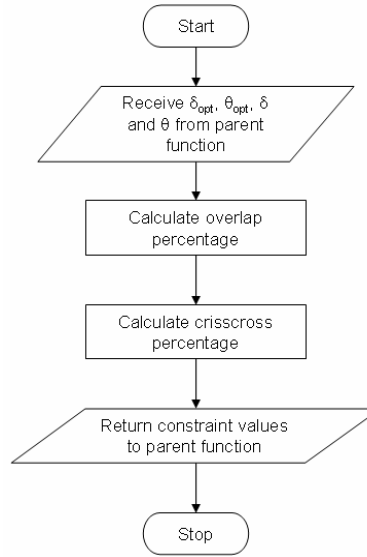 Start
Receive δopt, θopt, δ
and θ from parent
function
Calculate overlap
percentage
Calculate crisscross
percentage
Return constraint values
to parent function
Stop